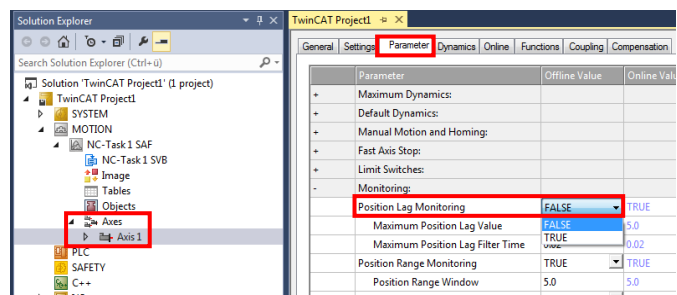 Solution Explorer
Search Solution Explorer (Ctrl+ü)
Solution 'TwinCAT Project1' (1 project)
TwinCAT Project1
SYSTEM
MOTION
NC-Task 1 SAF
NC-Task 1 SVB
Image
Tables
Objects
Axes
Axis 1
PLC
SAFETY
C++
TwinCAT Project1
General Settings Parameter Dynamics Online Functions Coupling Compensation
Parameter Offline Value Online Valu
+ Maximum Dynamics:
+ Default Dynamics:
+ Manual Motion and Homing:
+ Fast Axis Stop:
+ Limit Switches:
- Monitoring:
Position Lag Monitoring FALSE TRUE
Maximum Position Lag Value FALSE 5.0
Maximum Position Lag Filter Time TRUE 0.02
Position Range Monitoring TRUE TRUE
Position Range Window 5.0 5.0